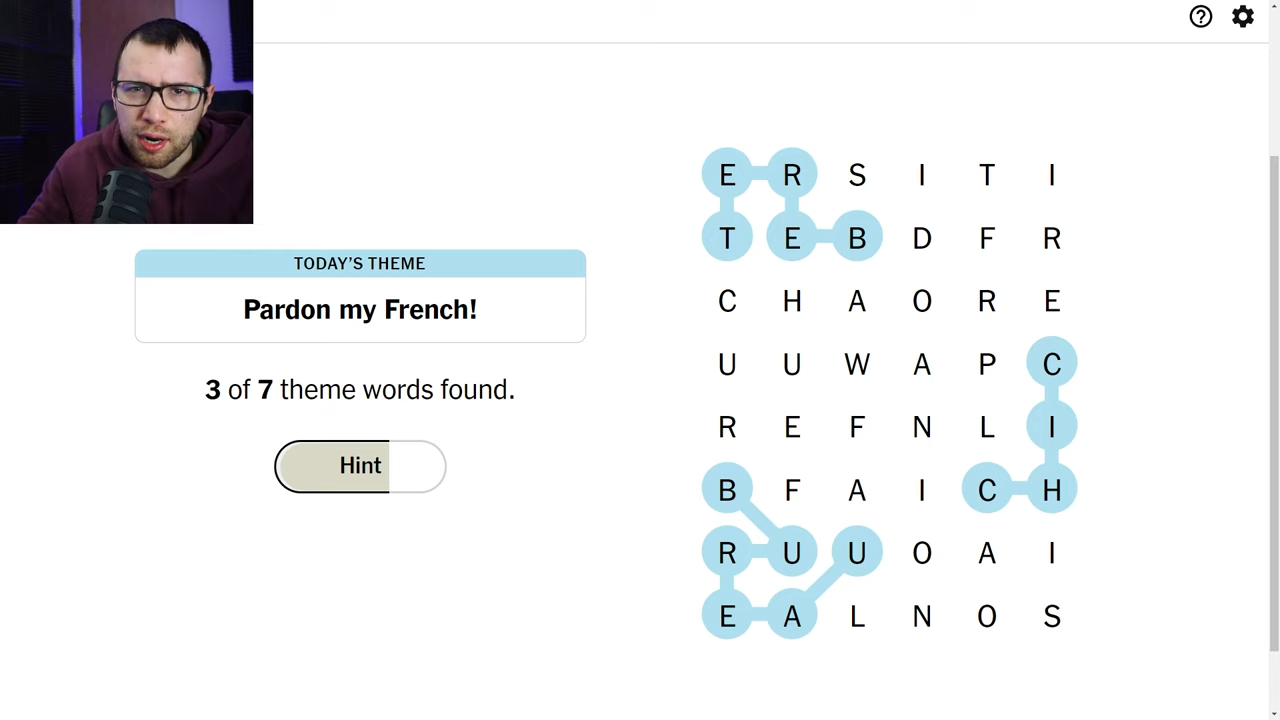 TODAY'S THEME
Pardon my French!
3 of 7 theme words found.
Hint
E R S I T I
T E B D F R
C H A O R E
U U W A P C
R E F N L I
B F A I C H
R U U O A I
E A L N O S